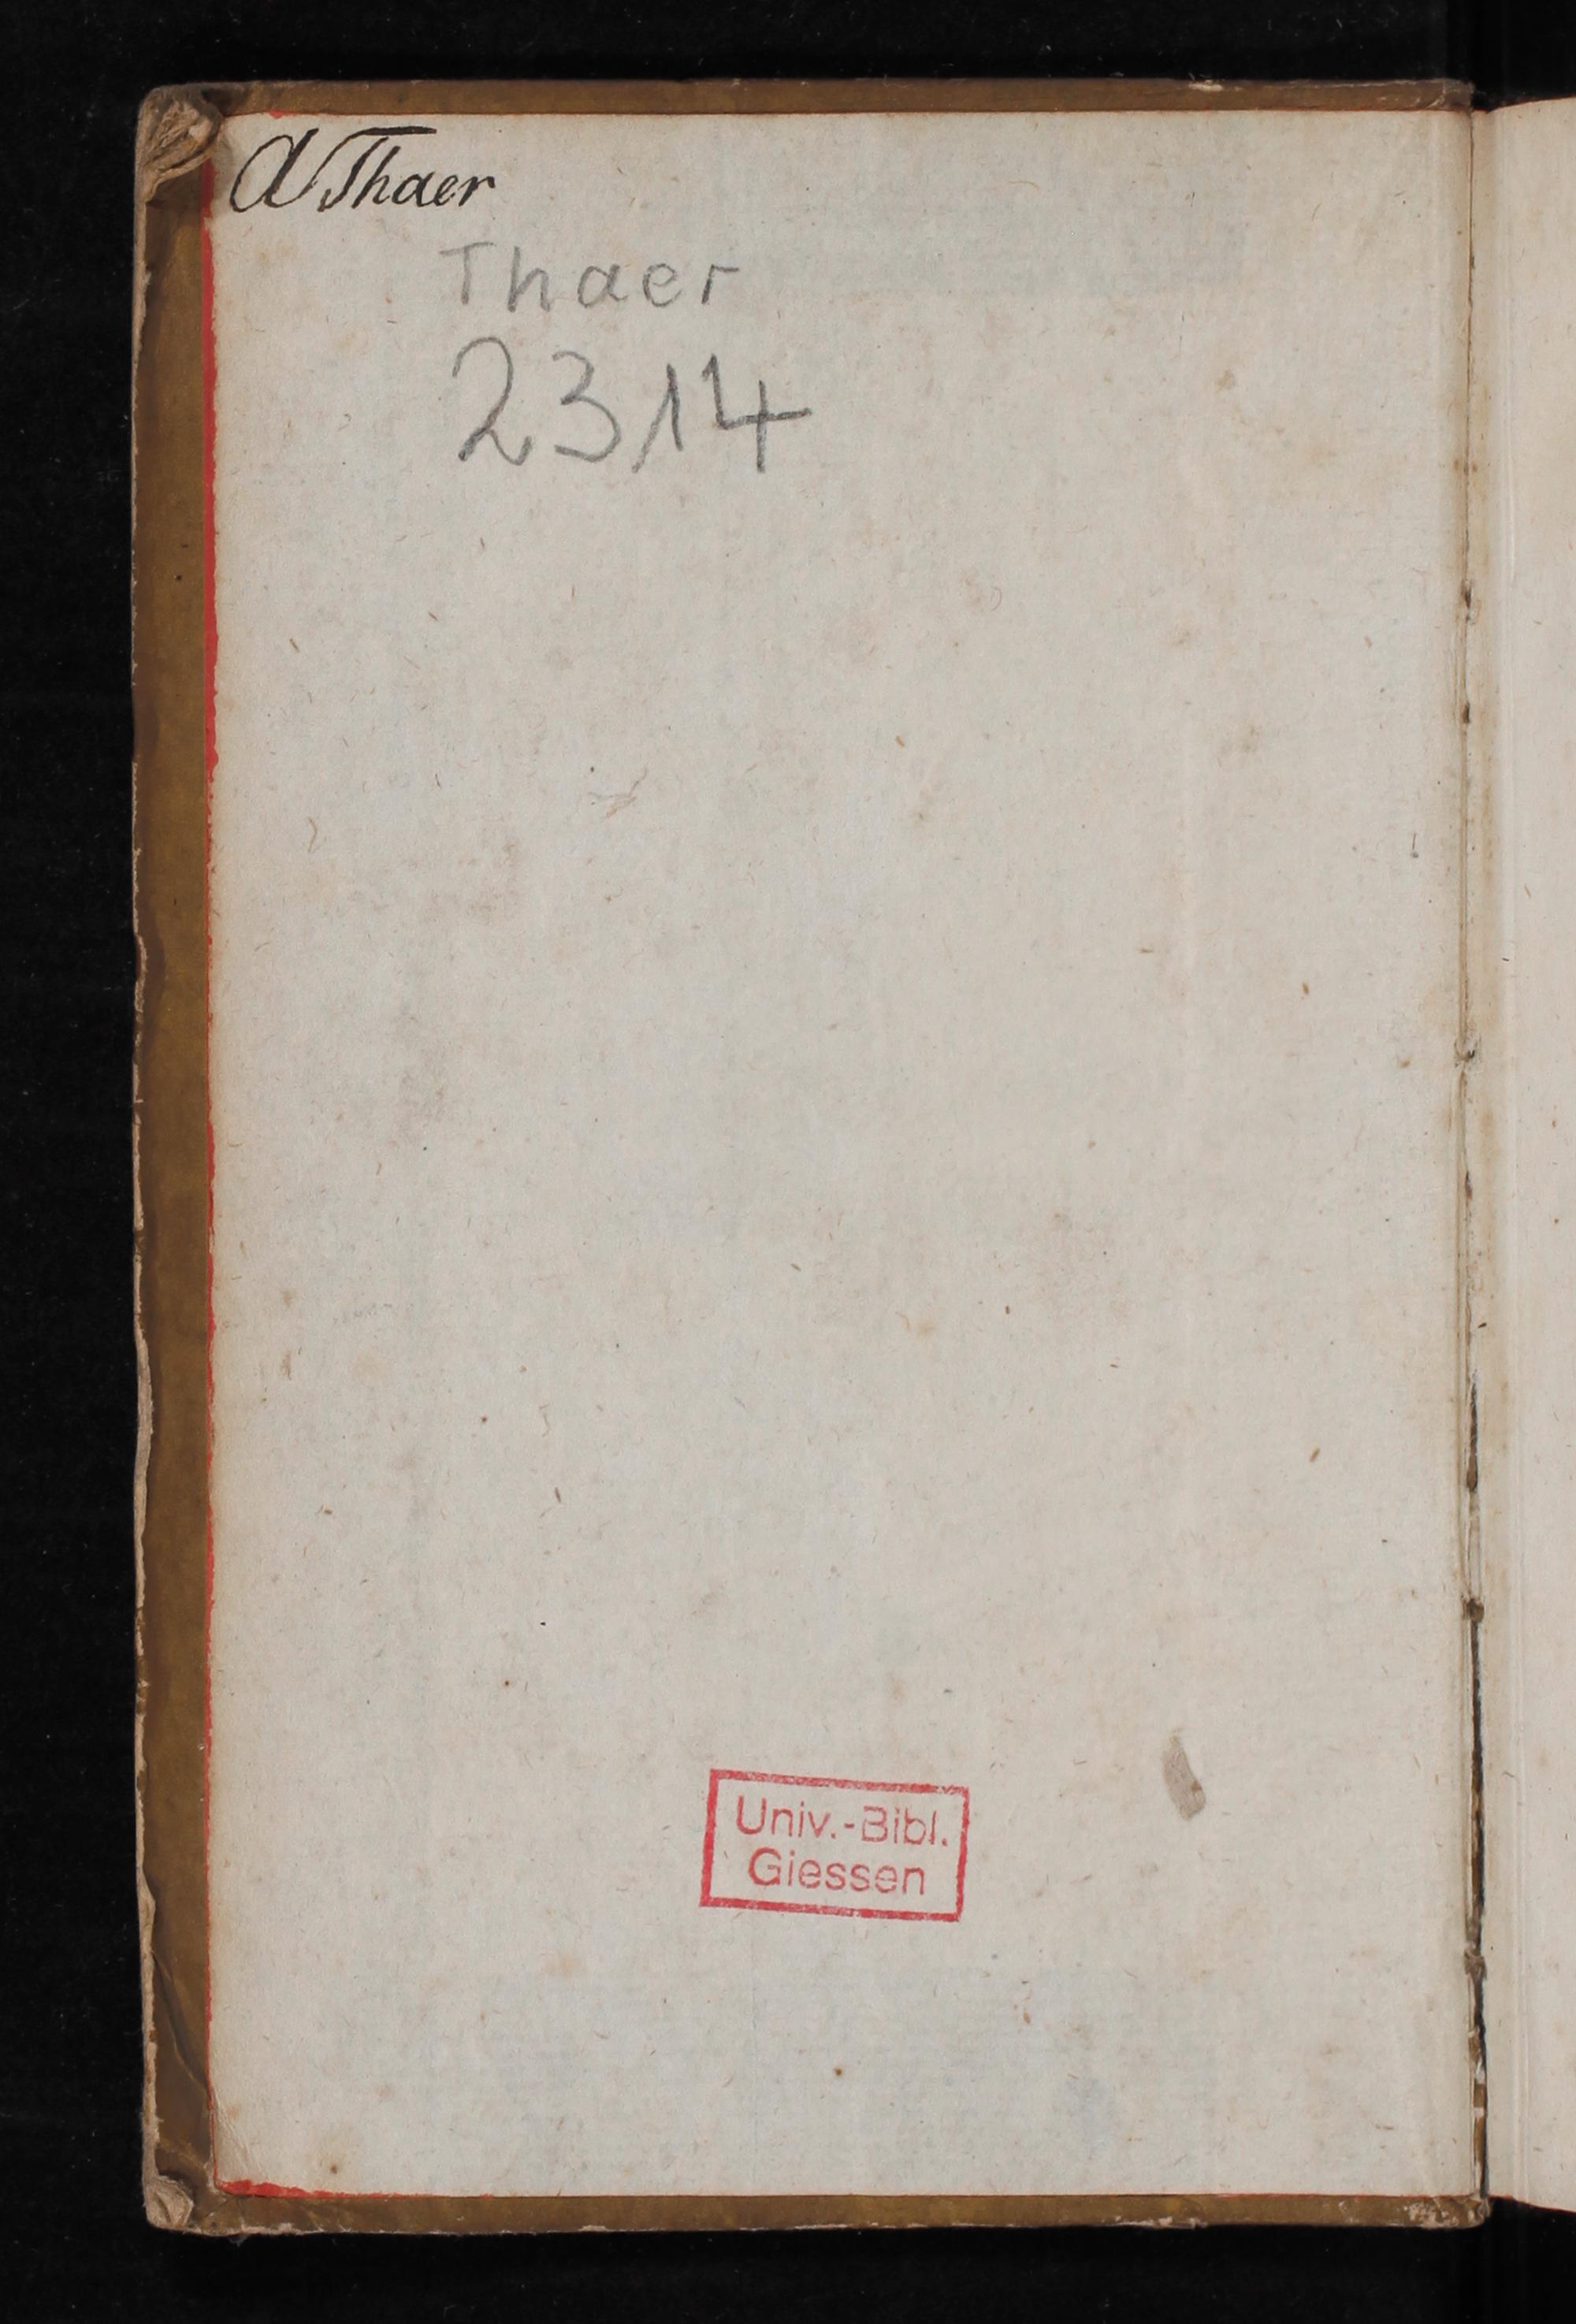 A Thaer
Thaer
2314
Univ.-Bibl.
Giessen